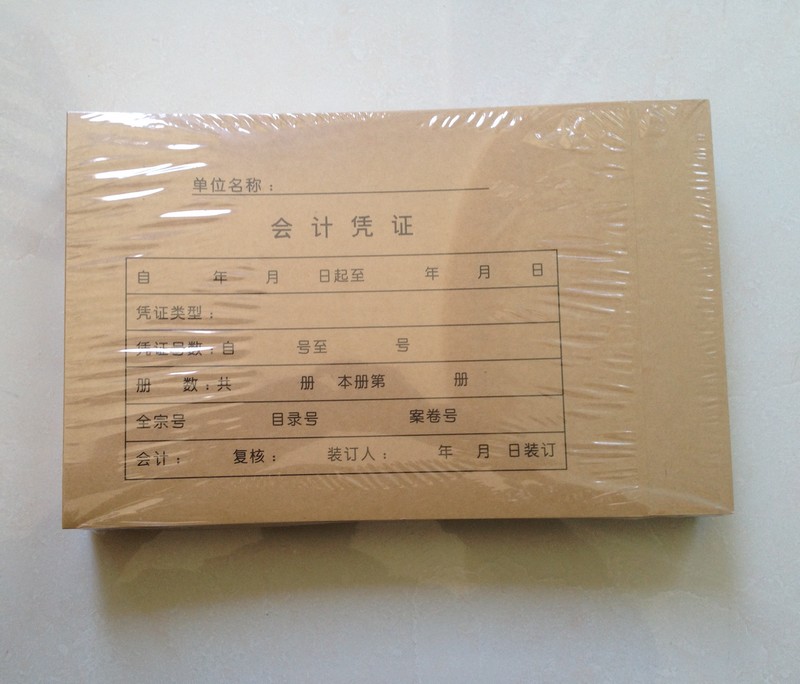 单位名称：
会计凭证
自 年 月 日起至 年 月 日
凭证类型：
凭证号数：自 号至 号
册 数：共 册 本册第 册
全宗号 目录号 案卷号
会计： 复核： 装订人： 年 月 日装订